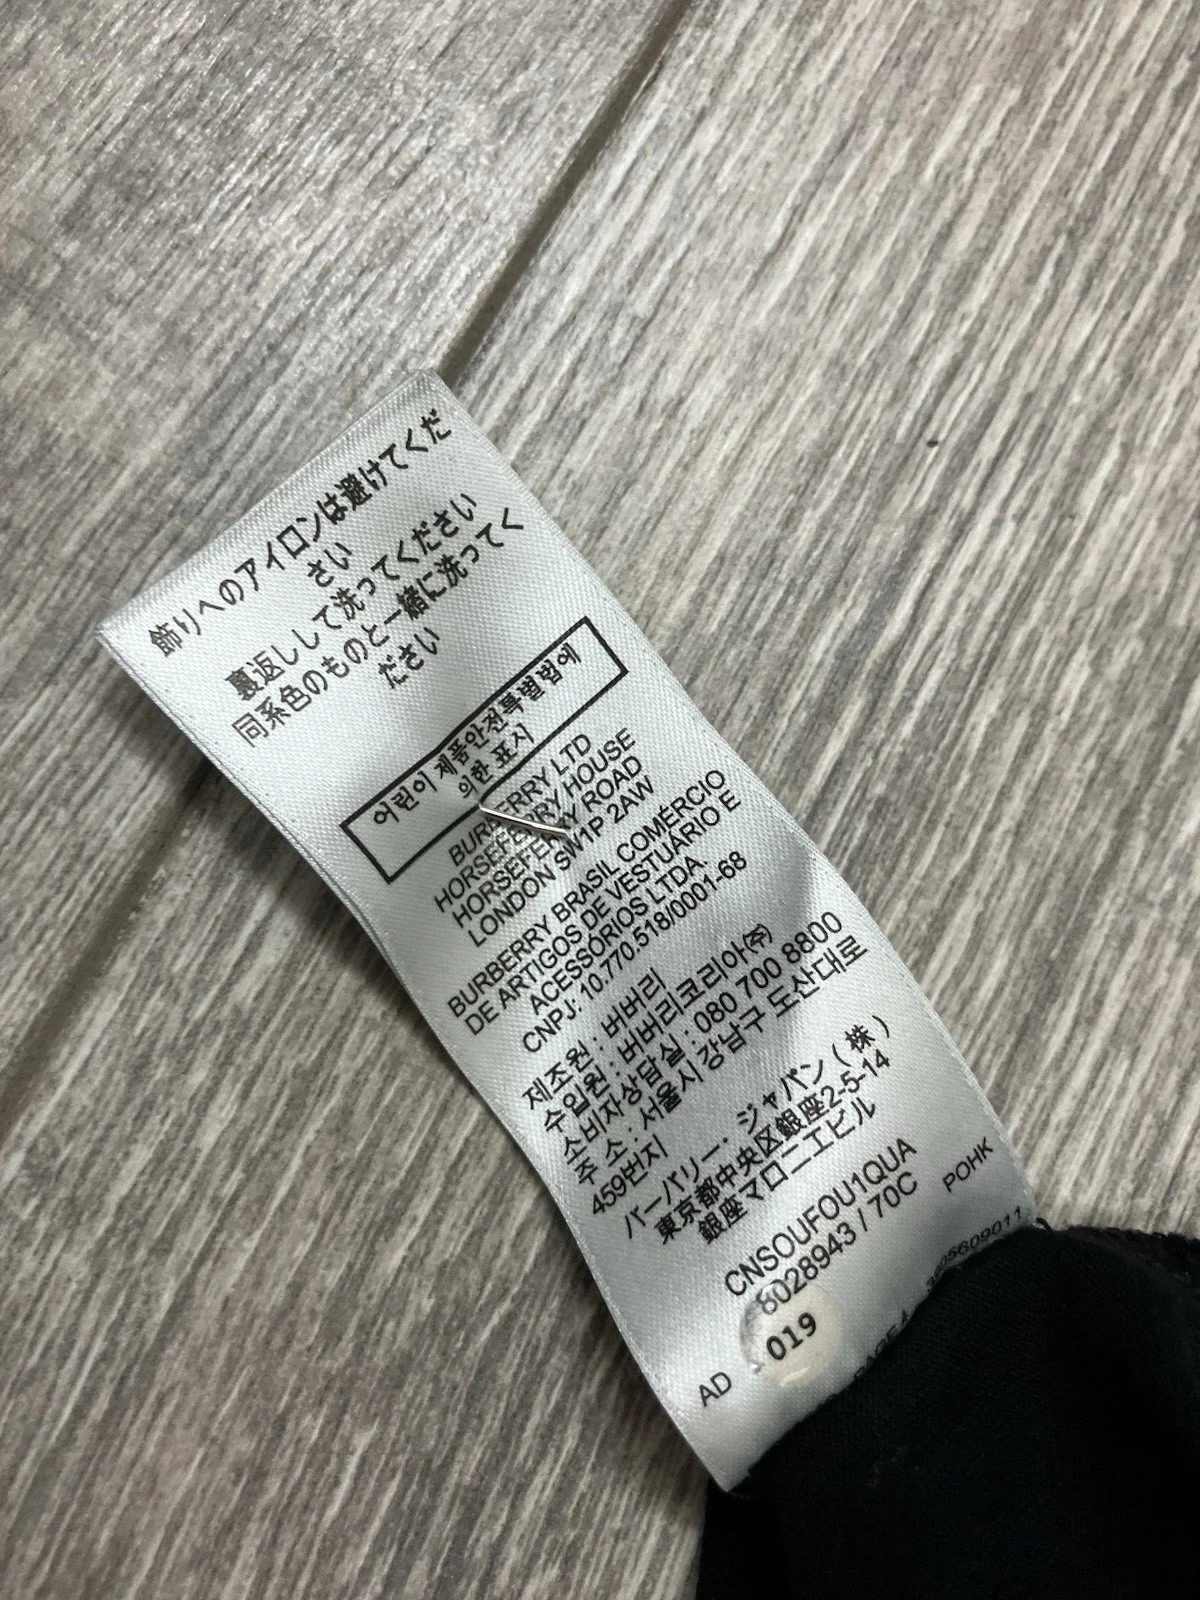 飾りへのアイロンは避けてくだ
さい
裏返しして洗ってください
同系色のものと一緒に洗ってく
ださい
어린이제품안전특별법에
의한 표시
BURBERRY LTD
HORSEFERRY HOUSE
HORSEFERRY ROAD
LONDON SW1P 2AW
BURBERRY BRASIL COMÉRCIO
DE ARTIGOS DE VESTUÁRIO E
ACESSÓRIOS LTDA.
CNPJ: 10.770.518/0001-68
제조원 : 버버리
수입원 : 버버리코리아(주)
소비자상담실 : 080 700 8800
주 소 : 서울시 강남구 도산대로
459번지
バーバリー・ジャパン(株)
東京都中央区銀座2-5-14
銀座マロニエビル
CNSOUFOU1QUA
8028943 / 70C
POHK
019
AD